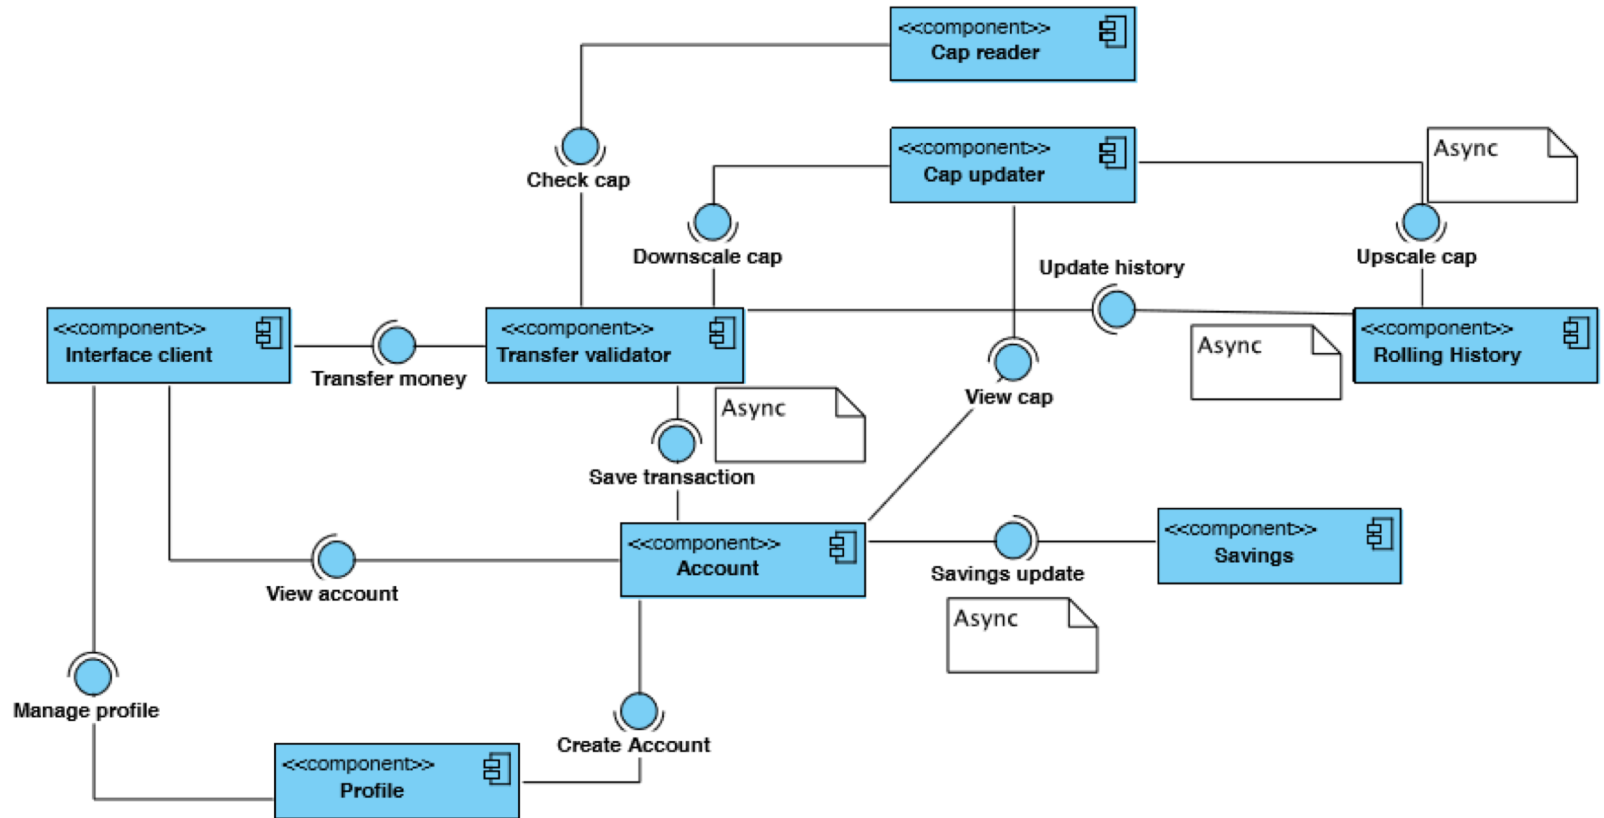 <<component>>
Cap reader
<<component>>
Cap updater
Async
Check cap
Downscale cap
Update history
Upscale cap
<<component>>
Interface client
Transfer money
<<component>>
Transfer validator
Async
<<component>>
Rolling History
View cap
Async
Save transaction
<<component>>
Account
<<component>>
Savings
Savings update
View account
Async
Manage profile
Create Account
<<component>>
Profile